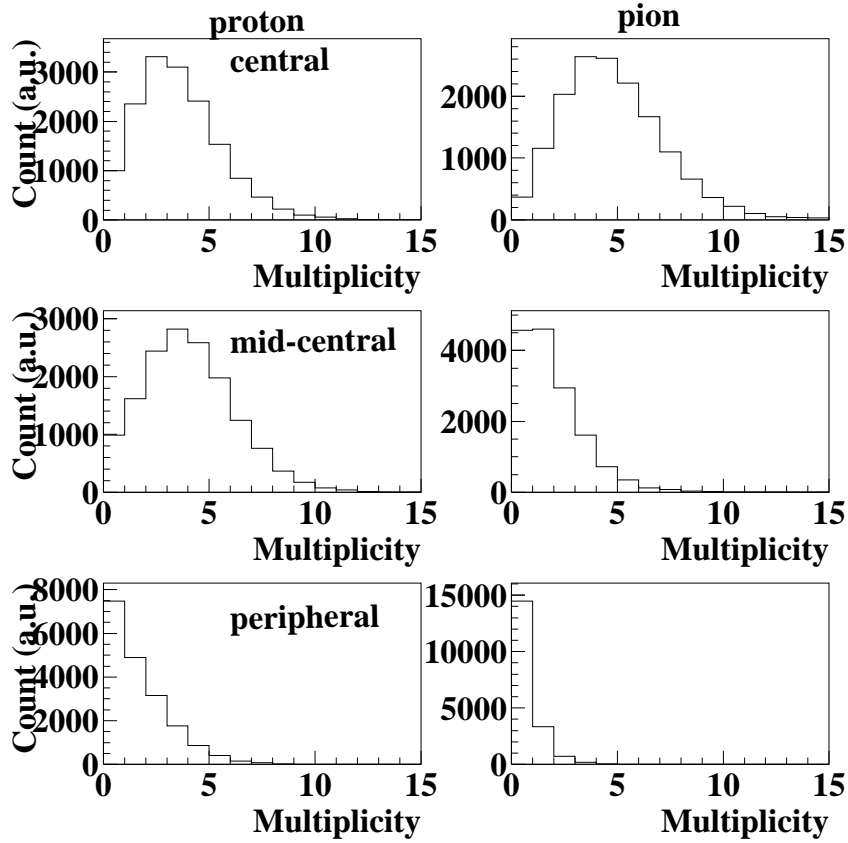 proton
pion
central
Count (a.u.)
3000
2000
1000
0
0 5 10 15
Multiplicity
2000
1000
0
0 5 10 15
Multiplicity
mid-central
Count (a.u.)
3000
2000
1000
0
0 5 10 15
Multiplicity
4000
2000
0
0 5 10 15
Multiplicity
peripheral
Count (a.u.)
8000
6000
4000
2000
0
0 5 10 15
Multiplicity
15000
10000
5000
0
0 5 10 15
Multiplicity